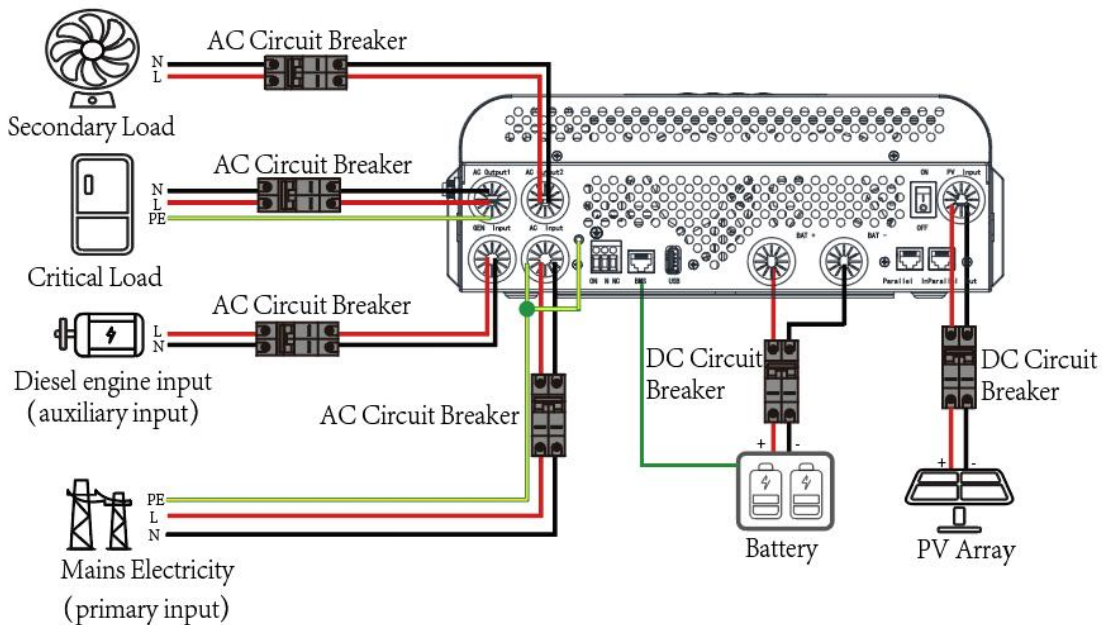 AC Circuit Breaker
N
L
Secondary Load
AC Circuit Breaker
N
L
PE
Critical Load
AC Output1 AC Output2
ON PV Input
OFF
GEN Input AC Input
BAT + BAT -
ON N NC BMS USB
Parallel InParallel out
AC Circuit Breaker
L
N
Diesel engine input
(auxiliary input)
AC Circuit Breaker
DC Circuit
Breaker
DC Circuit
Breaker
+ -
+ -
PE
L
N
Mains Electricity
(primary input)
Battery
PV Array